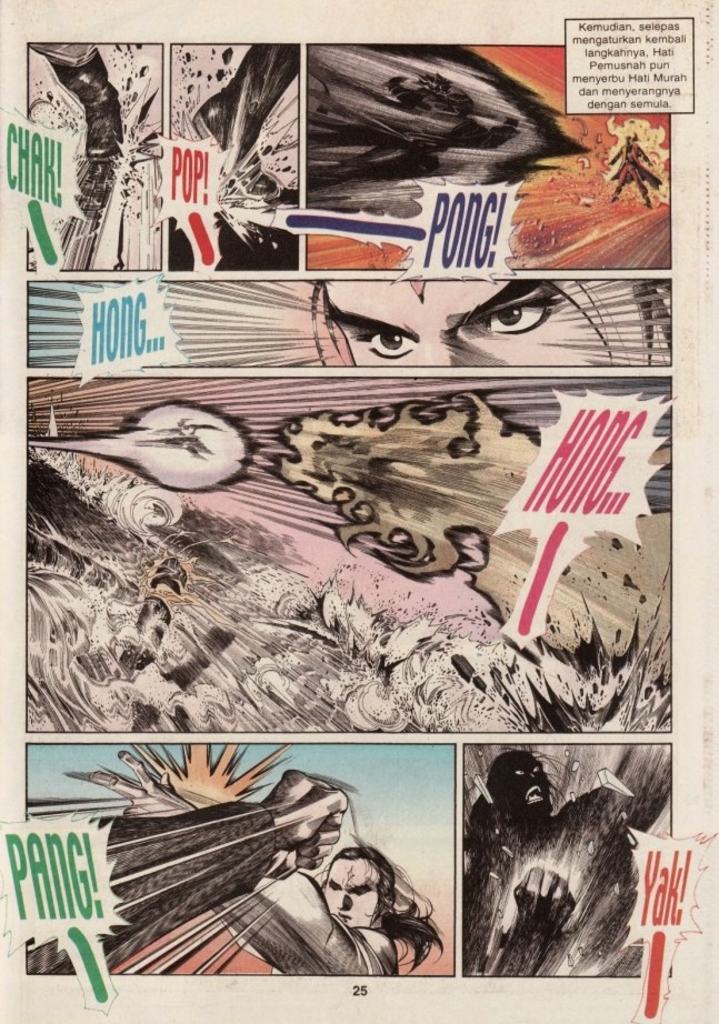 Kemudian, selepas
mengaturkan kembali
langkahnya, Hati
Pemusnah pun
menyerbu Hati Murah
dan menyerangnya
dengan semula.
CHAK!
POP!
PONG!
HONG...
HONG...
PANG!
Yak!
25